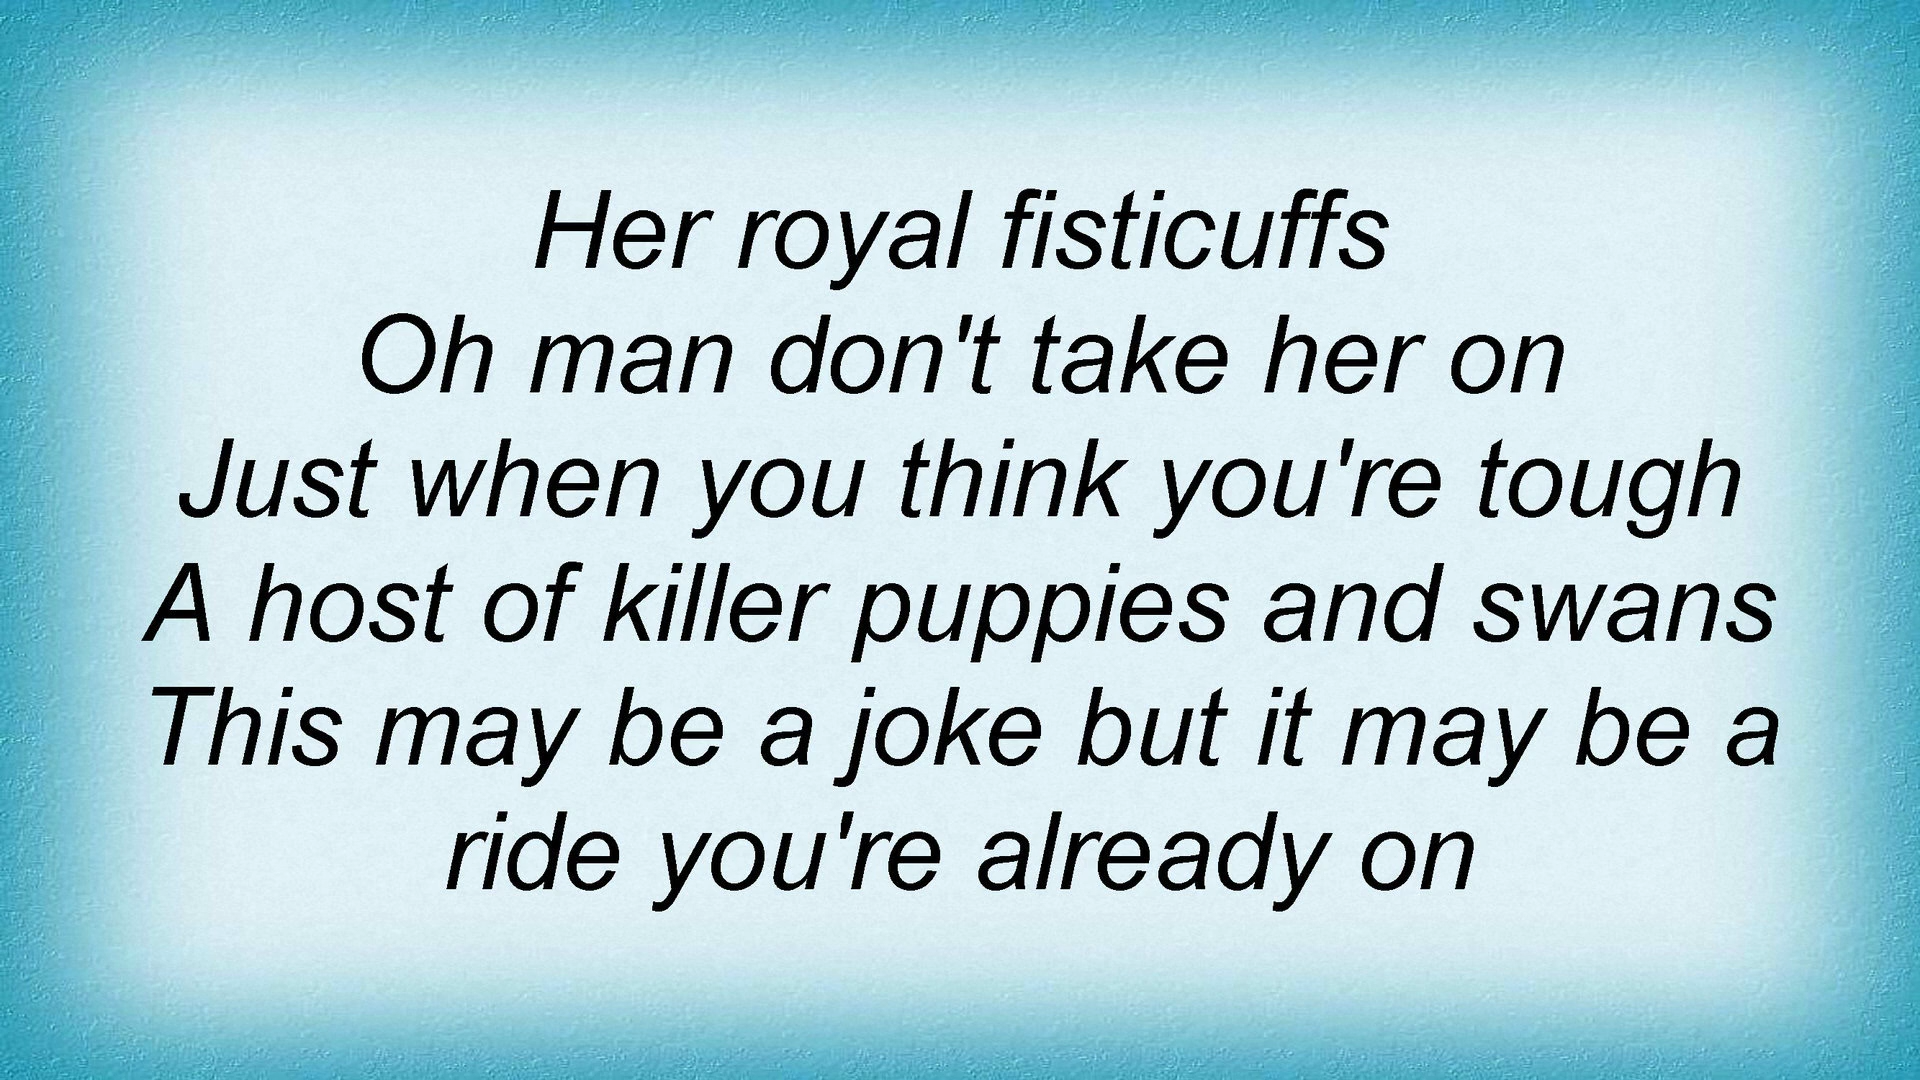 Her royal fisticuffs
Oh man don't take her on
Just when you think you're tough
A host of killer puppies and swans
This may be a joke but it may be a
ride you're already on